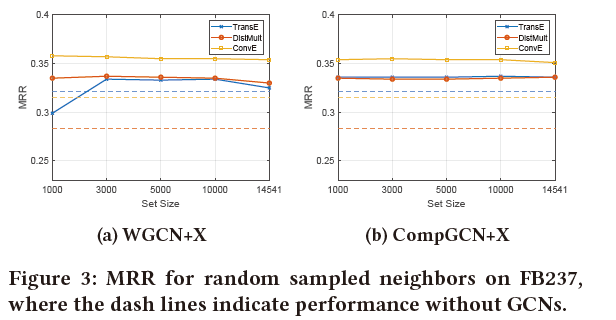 0.4
0.35
0.3
0.25
MRR
TransE
DistMult
ConvE
1000 3000 5000 10000 14541
Set Size
(a) WGCN+X
0.4
0.35
0.3
0.25
MRR
TransE
DistMult
ConvE
1000 3000 5000 10000 14541
Set Size
(b) CompGCN+X
Figure 3: MRR for random sampled neighbors on FB237,
where the dash lines indicate performance without GCNs.